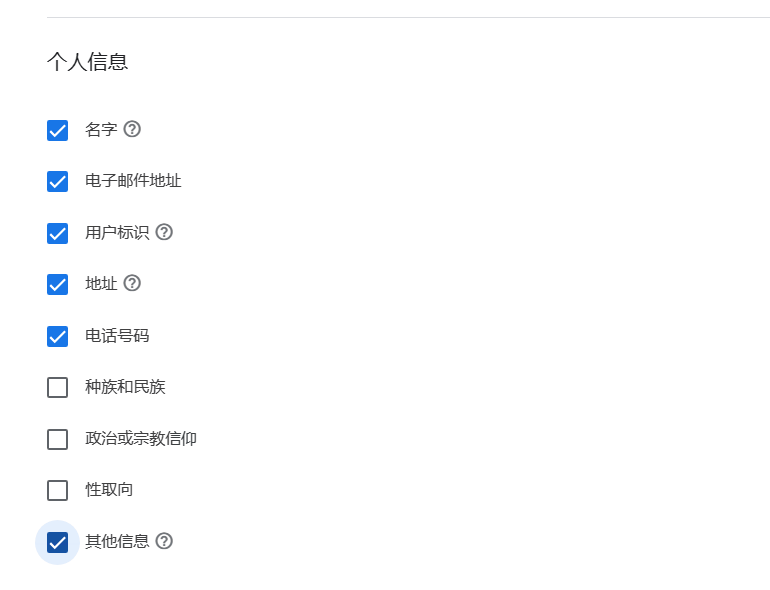 个人信息
名字
电子邮件地址
用户标识
地址
电话号码
种族和民族
政治或宗教信仰
性取向
其他信息